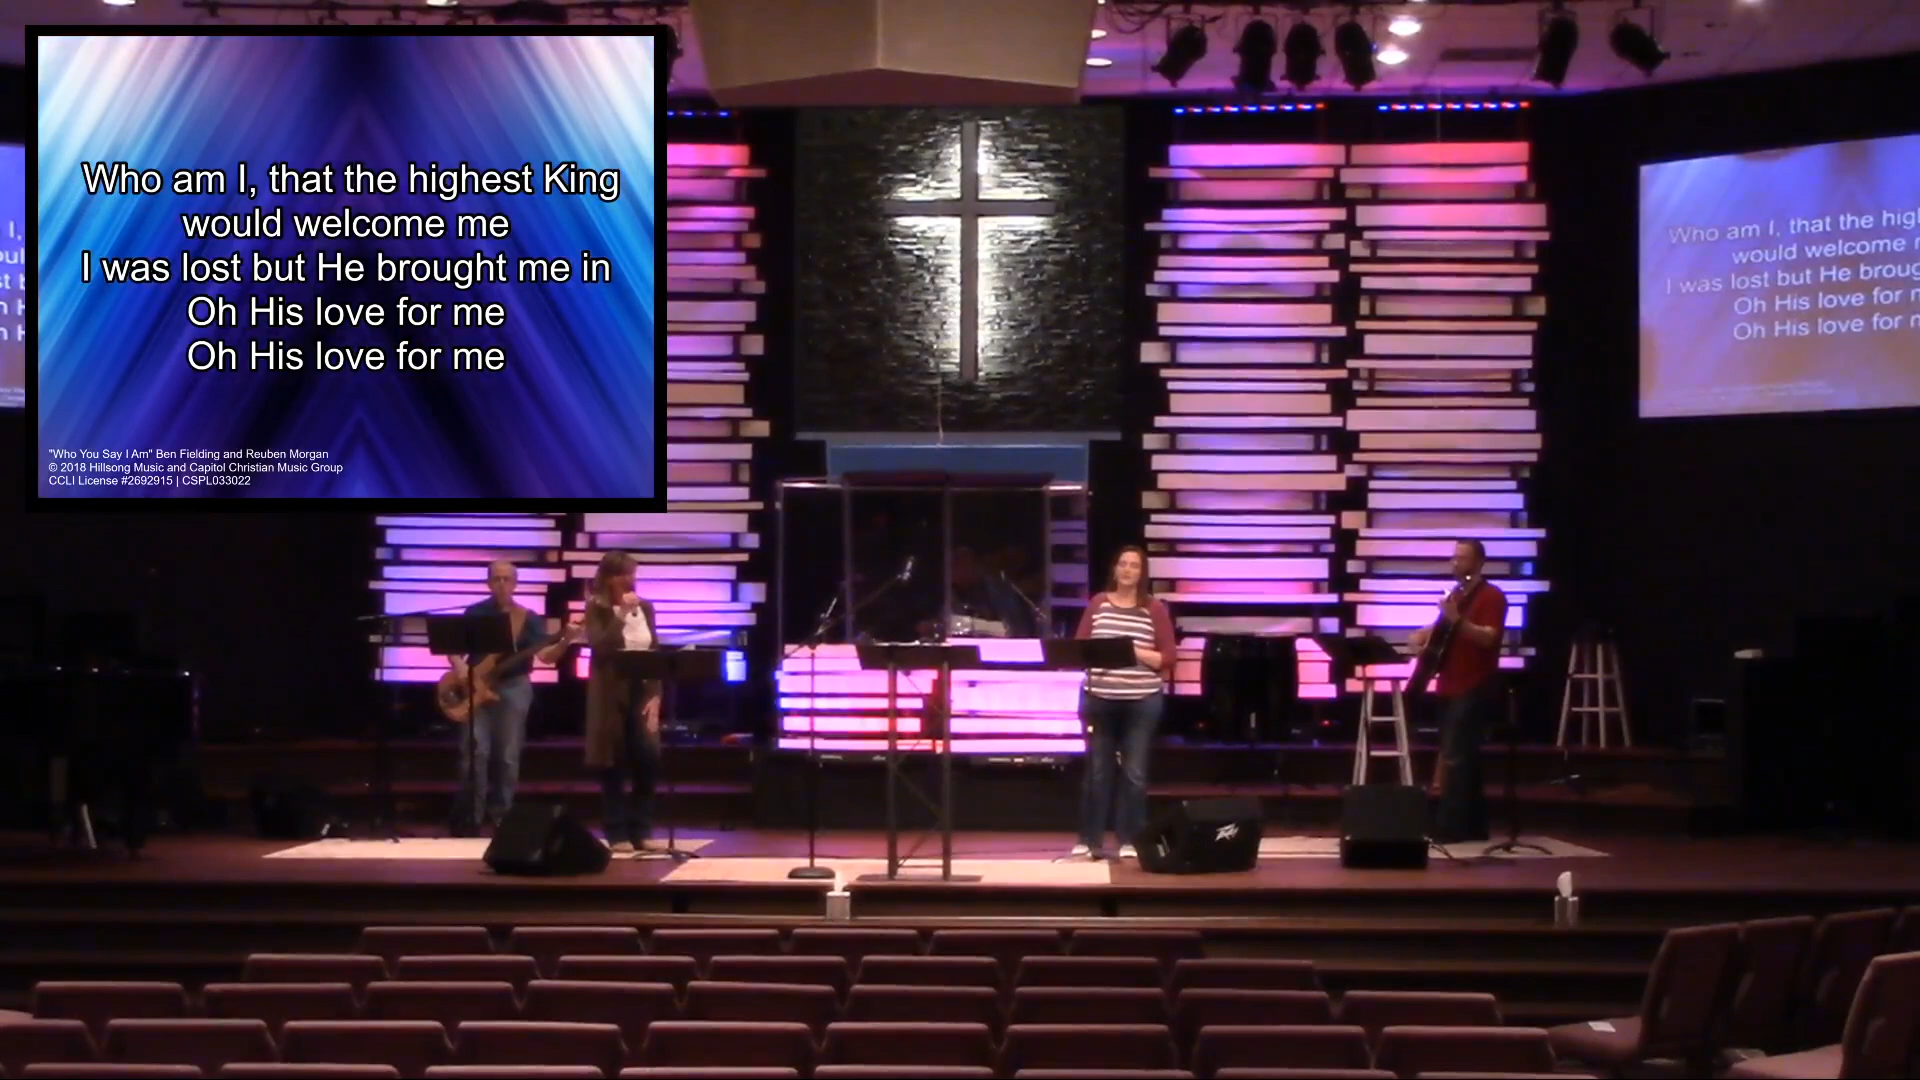 Who am I, that the highest King
would welcome me
I was lost but He brought me in
Oh His love for me
Oh His love for me
"Who You Say I Am" Ben Fielding and Reuben Morgan
© 2018 Hillsong Music and Capitol Christian Music Group
CCLI License #2692915 | CSPL033022
Who am I, that the
would welcome
I was lost but He
Oh His love for
Oh His love for